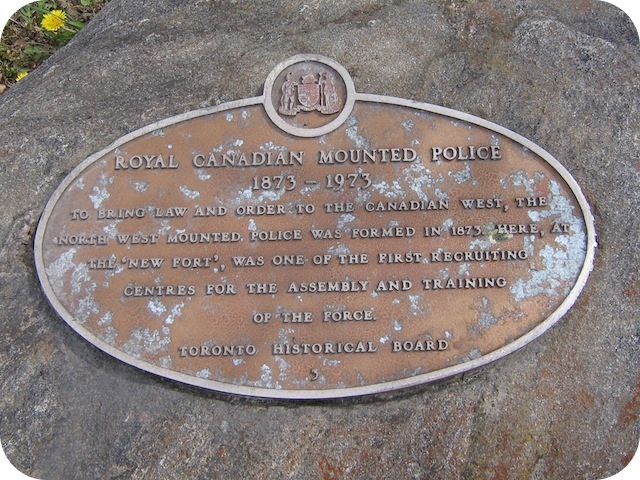 ROYAL CANADIAN MOUNTED POLICE
1873 - 1973
TO BRING LAW AND ORDER TO THE CANADIAN WEST, THE
NORTH WEST MOUNTED POLICE WAS FORMED IN 1873. HERE, AT
THE 'NEW FORT', WAS ONE OF THE FIRST RECRUITING
CENTRES FOR THE ASSEMBLY AND TRAINING
OF THE FORCE.
TORONTO HISTORICAL BOARD
3